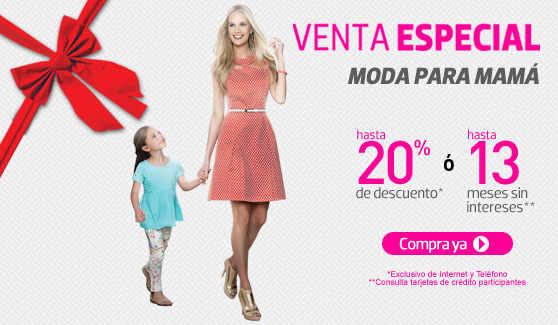 VENTA ESPECIAL
MODA PARA MAMÁ
hasta
20%
de descuento*
ó
hasta
13
meses sin
intereses**
Compra ya
*Exclusivo de Internet y Teléfono
**Consulta tarjetas de crédito participantes